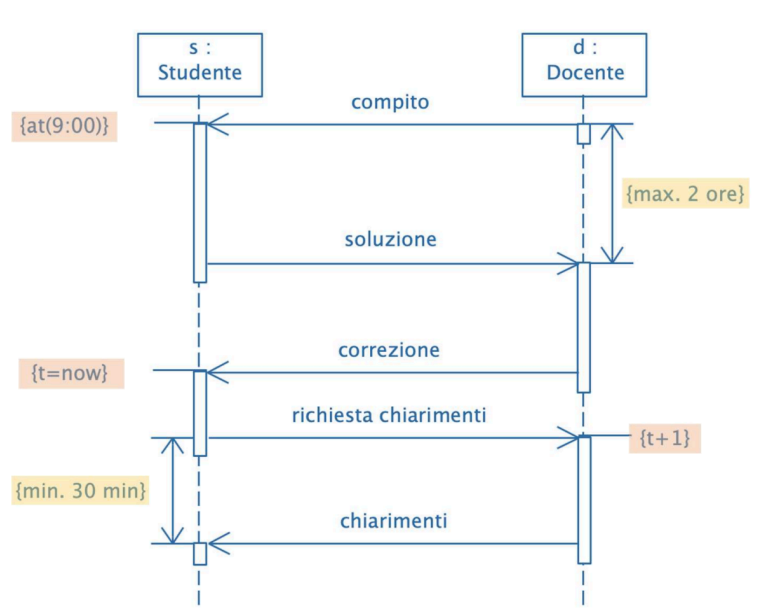 s :
Studente
d :
Docente
compito
{at(9:00)}
{max. 2 ore}
soluzione
correzione
{t=now}
richiesta chiarimenti
{t+1}
{min. 30 min}
chiarimenti